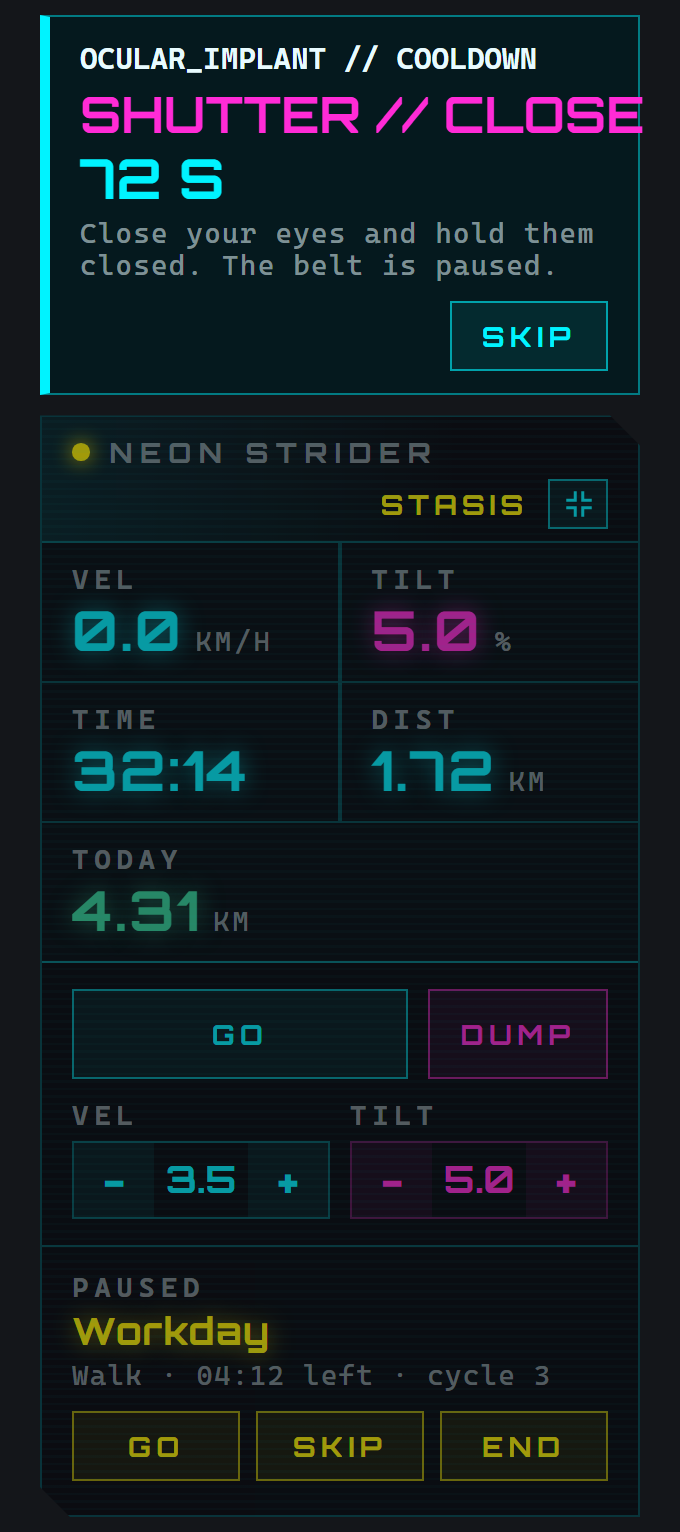 OCULAR_IMPLANT // COOLDOWN
SHUTTER // CLOSE
72 S
Close your eyes and hold them
closed. The belt is paused.
SKIP
NEON STRIDER
STASIS
VEL
0.0 KM/H
TILT
5.0 %
TIME
32:14
DIST
1.72 KM
TODAY
4.31 KM
GO
DUMP
VEL
TILT
- 3.5 +
- 5.0 +
PAUSED
Workday
Walk · 04:12 left · cycle 3
GO
SKIP
END